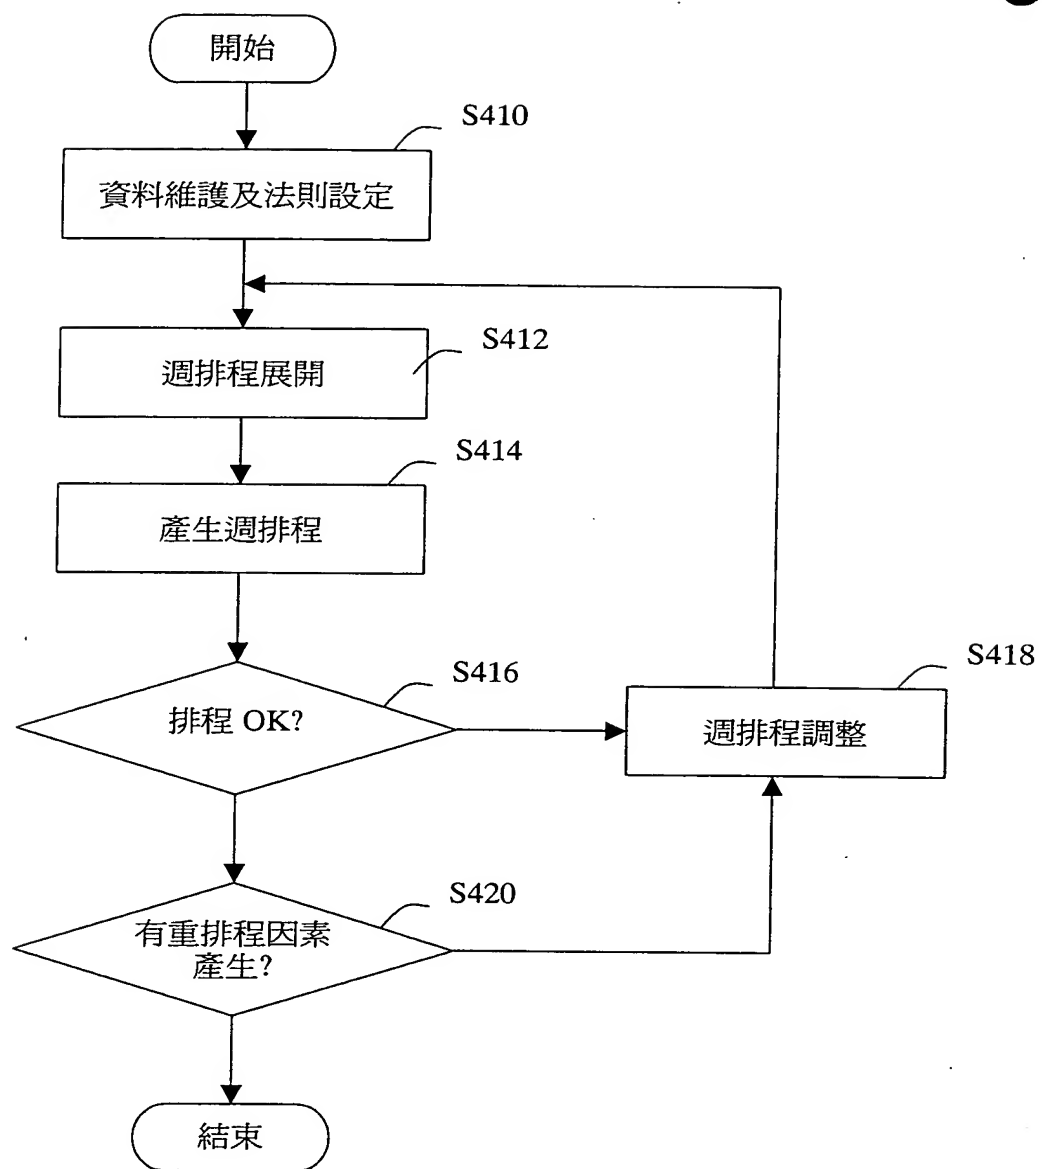 開始
S410
資料維護及法則設定
S412
週排程展開
S414
產生週排程
S416
排程 OK?
S418
週排程調整
S420
有重排程因素
產生?
結束